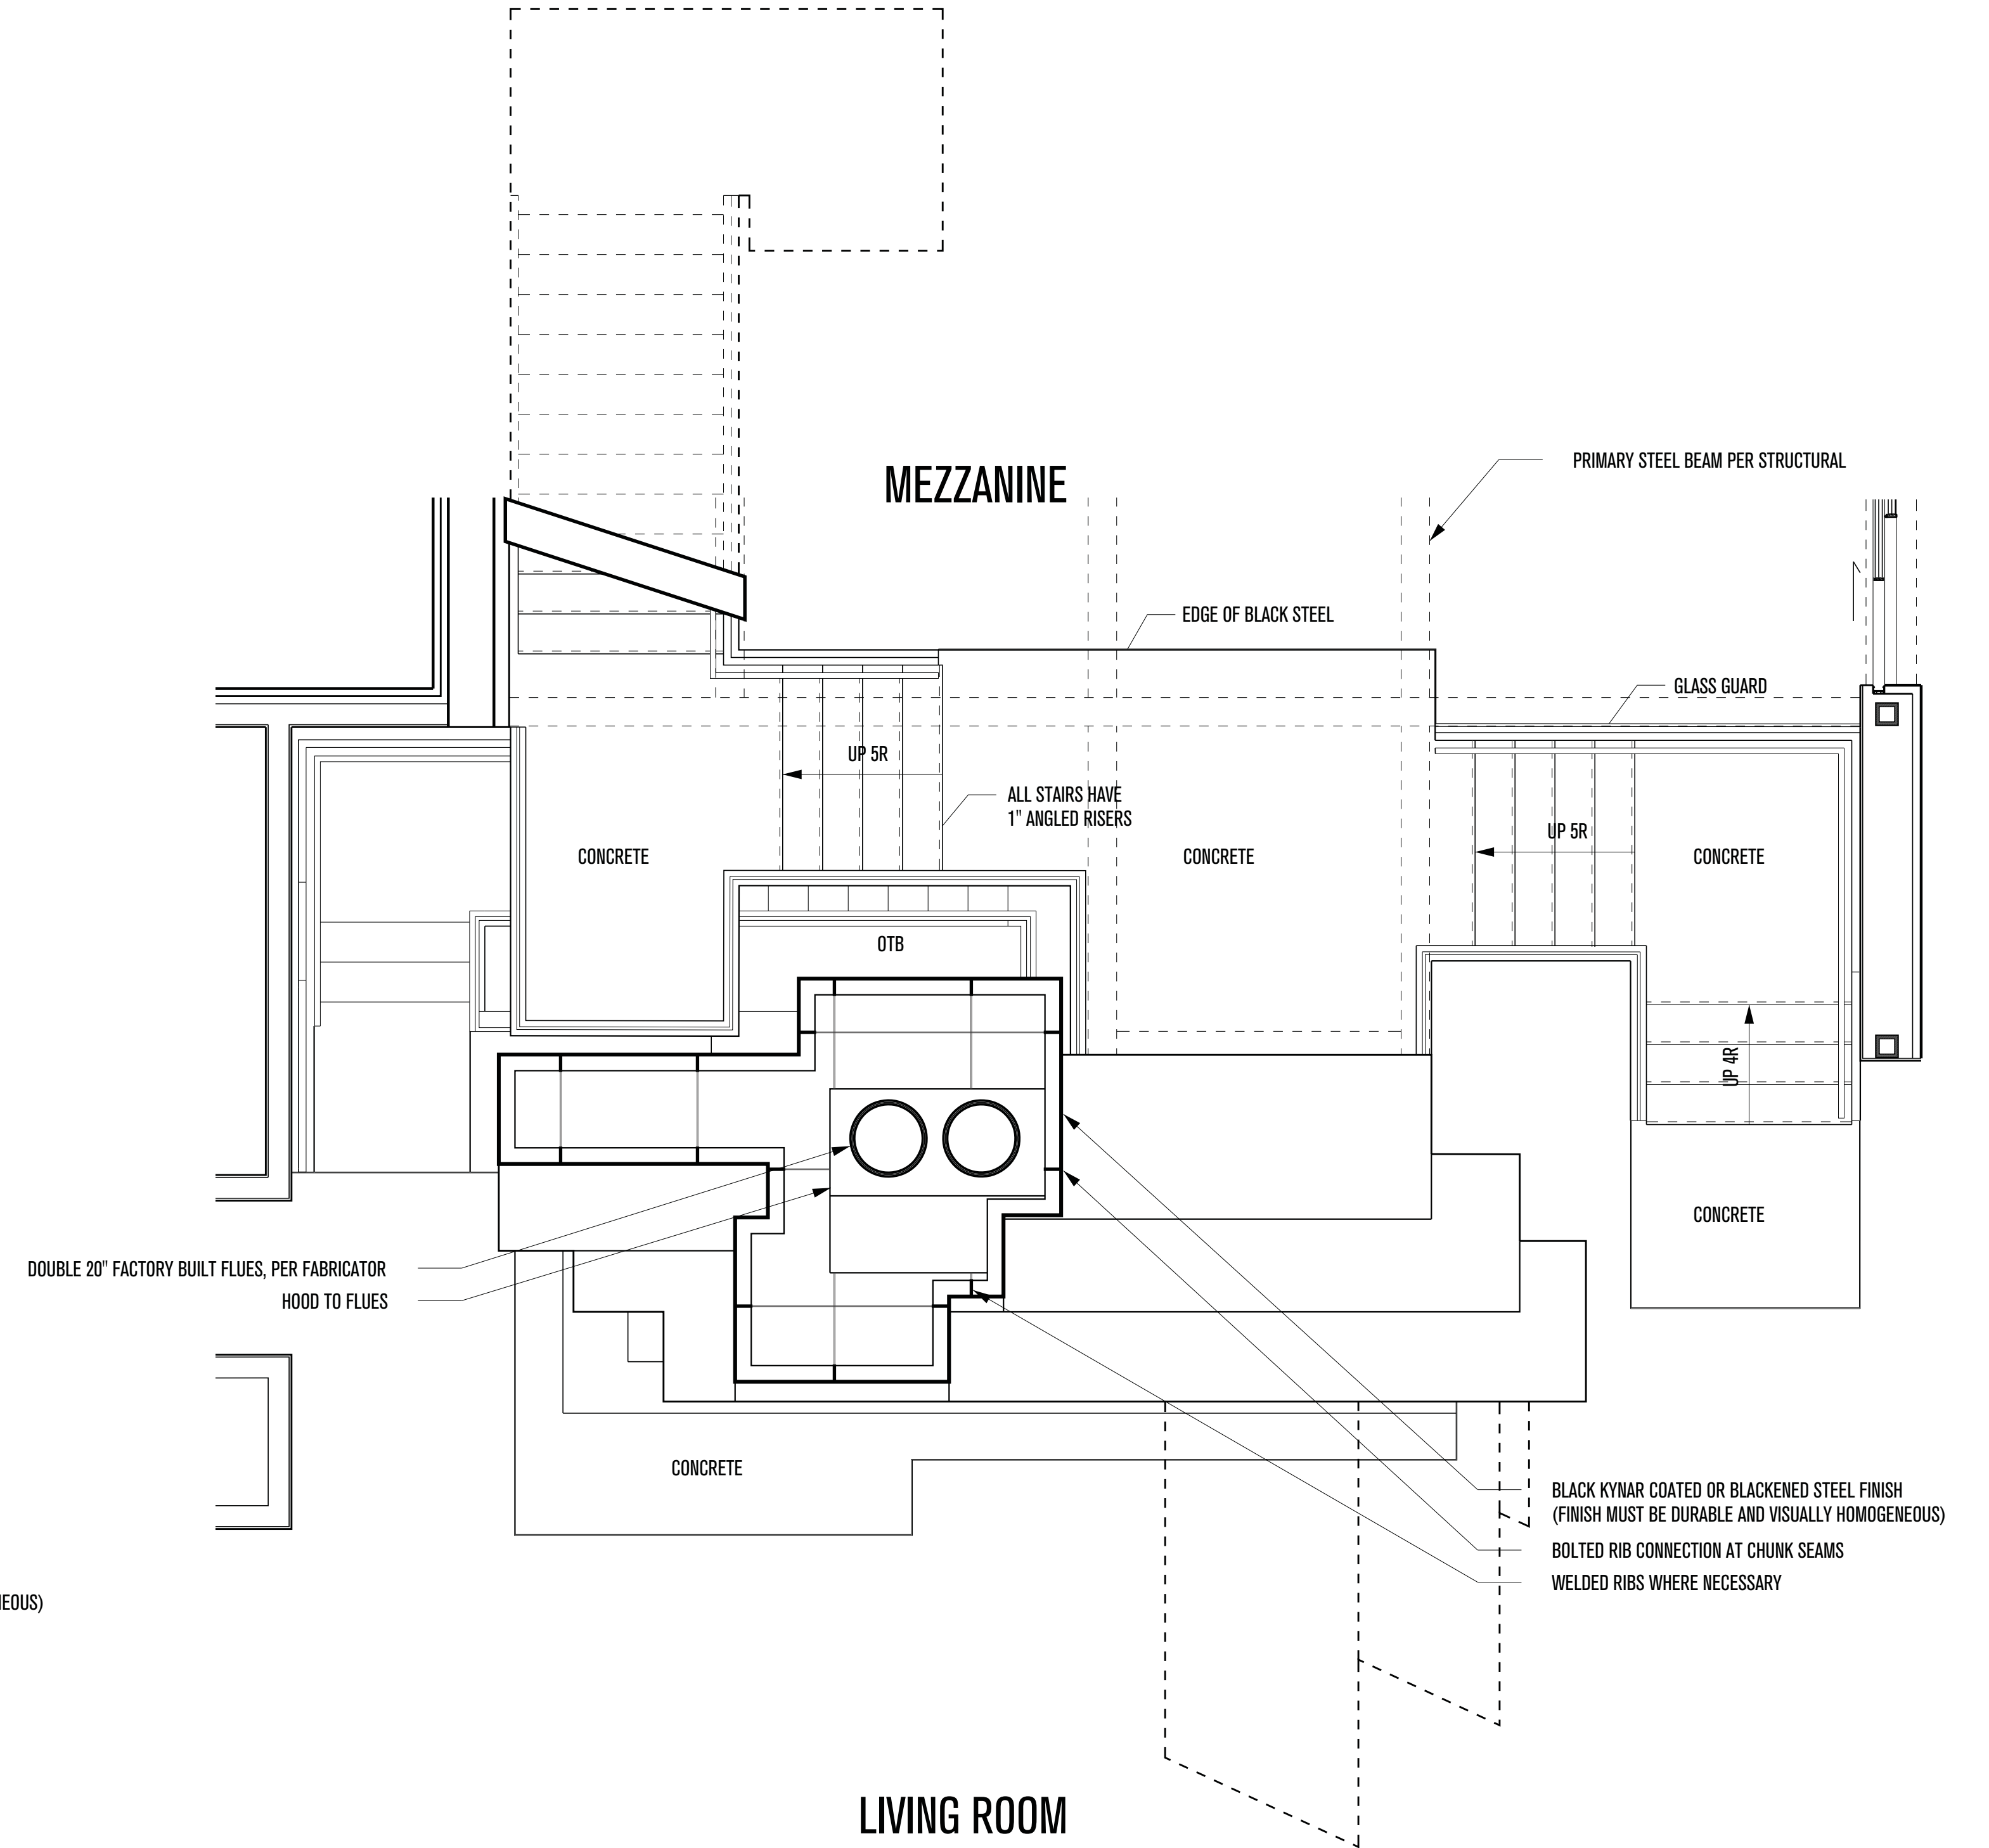 MEZZANINE
PRIMARY STEEL BEAM PER STRUCTURAL
EDGE OF BLACK STEEL
GLASS GUARD
UP 5R
ALL STAIRS HAVE
1" ANGLED RISERS
UP 5R
CONCRETE
CONCRETE
CONCRETE
OTB
UP 4R
CONCRETE
DOUBLE 20" FACTORY BUILT FLUES, PER FABRICATOR
HOOD TO FLUES
CONCRETE
BLACK KYNAR COATED OR BLACKENED STEEL FINISH
(FINISH MUST BE DURABLE AND VISUALLY HOMOGENEOUS)
BOLTED RIB CONNECTION AT CHUNK SEAMS
WELDED RIBS WHERE NECESSARY
EOUS)
LIVING ROOM